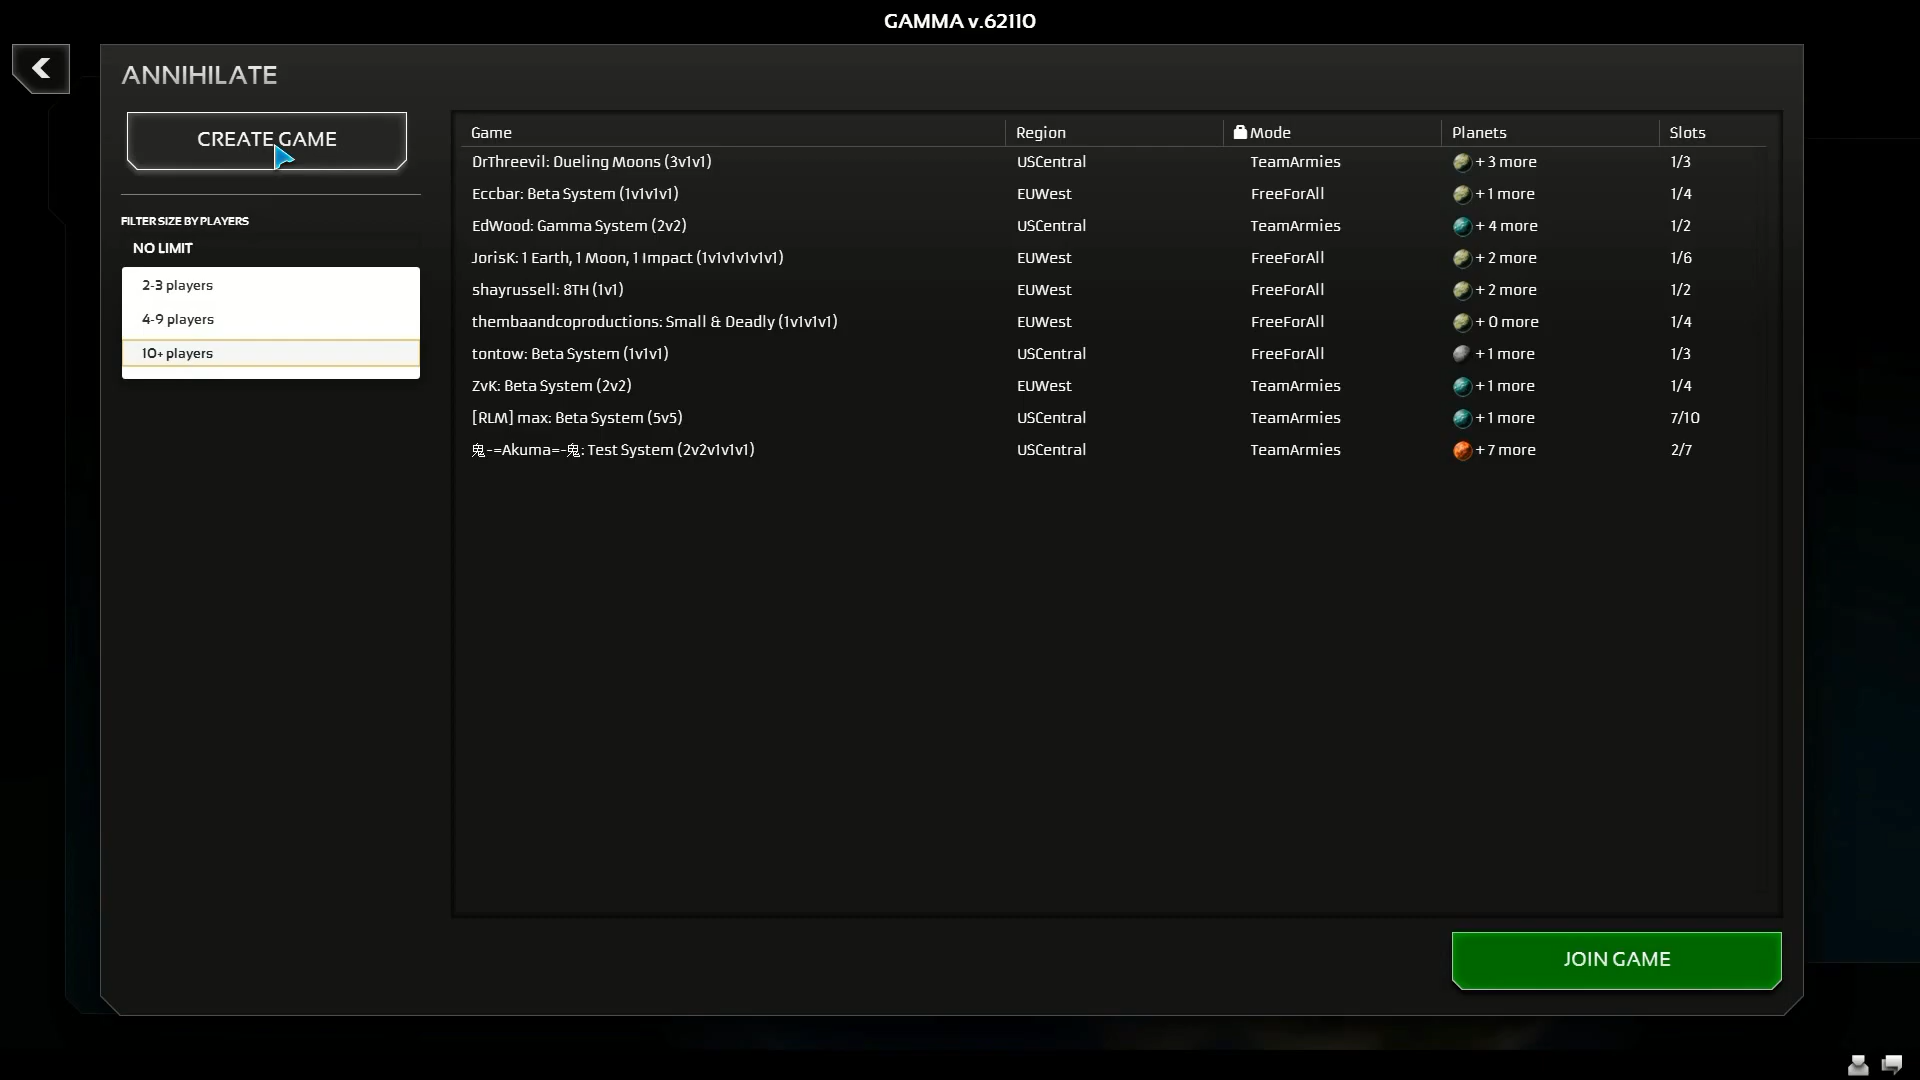 GAMMA v.62110
ANNIHILATE
CREATE GAME
FILTER SIZE BY PLAYERS
NO LIMIT
2-3 players
4-9 players
10+ players
Game Region Mode Planets Slots
DrThreevil: Dueling Moons (3v1v1) USCentral TeamArmies + 3 more 1/3
Eccbar: Beta System (1v1v1v1) EUWest FreeForAll + 1 more 1/4
EdWood: Gamma System (2v2) USCentral TeamArmies + 4 more 1/2
JorisK: 1 Earth, 1 Moon, 1 Impact (1v1v1v1v1v1) EUWest FreeForAll + 2 more 1/6
shayrussell: 8TH (1v1) EUWest FreeForAll + 2 more 1/2
thembaandcoproductions: Small & Deadly (1v1v1v1) EUWest FreeForAll + 0 more 1/4
tontow: Beta System (1v1v1) USCentral FreeForAll + 1 more 1/3
ZvK: Beta System (2v2) EUWest TeamArmies + 1 more 1/4
[RLM] max: Beta System (5v5) USCentral TeamArmies + 1 more 7/10
鬼-=Akuma=-鬼: Test System (2v2v1v1v1) USCentral TeamArmies + 7 more 2/7
JOIN GAME